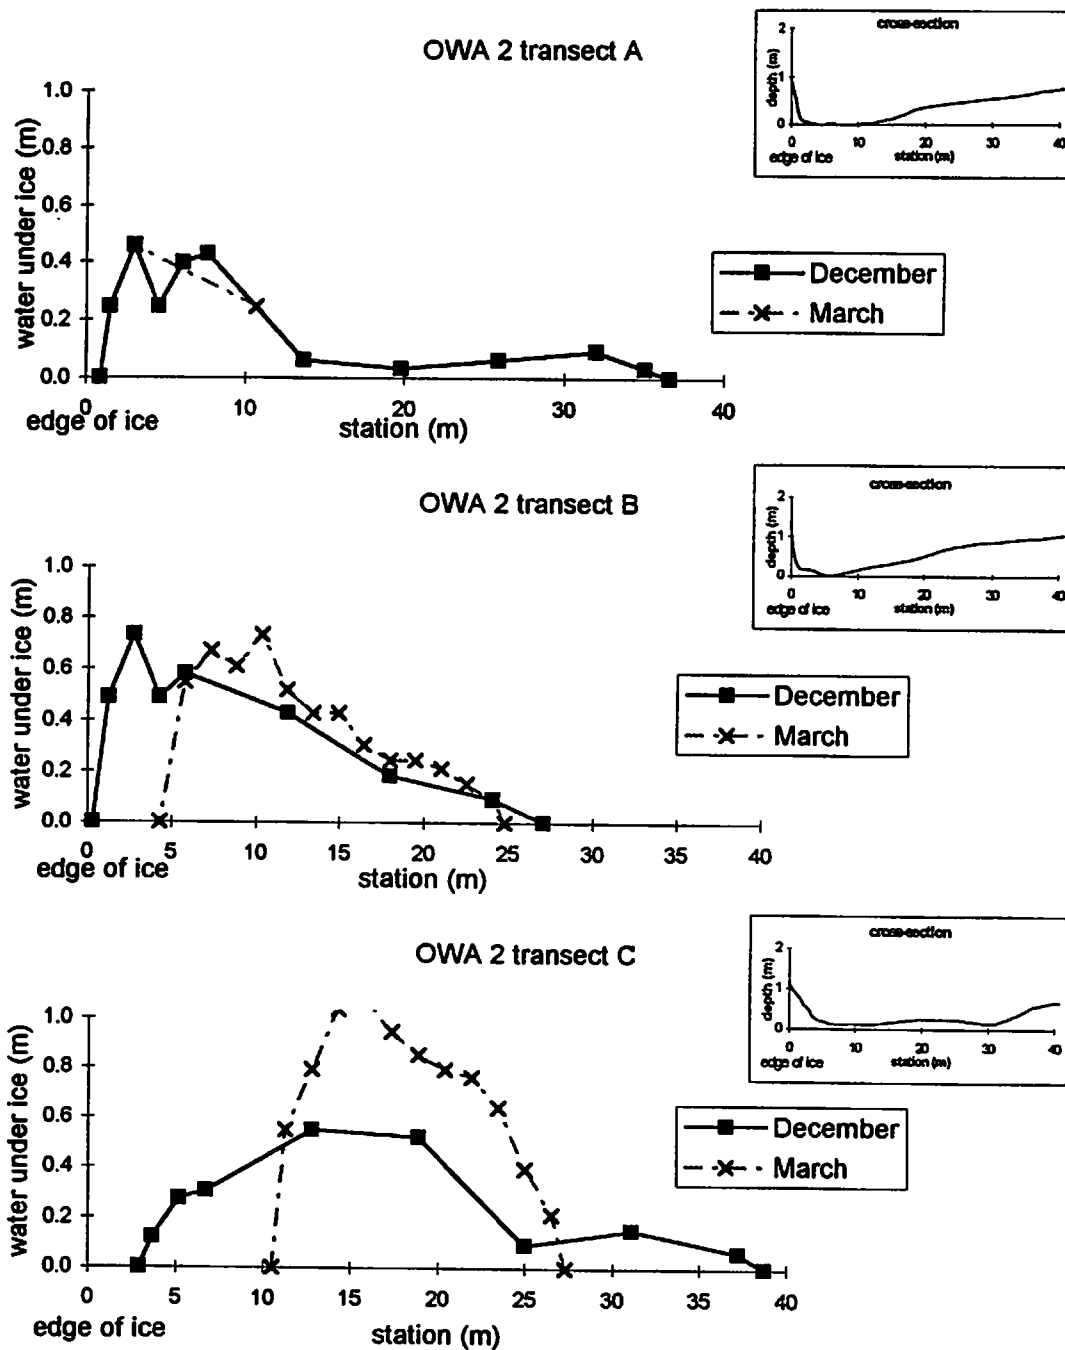 OWA 2 transect A
cross-section
2
1
0
depth (m)
0 10 20 30 40
edge of ice station (m)
1.0
0.8
0.6
0.4
0.2
0.0
water under ice (m)
December
March
0 10 20 30 40
edge of ice station (m)
OWA 2 transect B
cross-section
2
1
0
depth (m)
0 10 20 30 40
edge of ice station (m)
1.0
0.8
0.6
0.4
0.2
0.0
water under ice (m)
December
March
0 5 10 15 20 25 30 35 40
edge of ice station (m)
OWA 2 transect C
cross-section
2
1
0
depth (m)
0 10 20 30 40
edge of ice station (m)
1.0
0.8
0.6
0.4
0.2
0.0
water under ice (m)
December
March
0 5 10 15 20 25 30 35 40
edge of ice station (m)